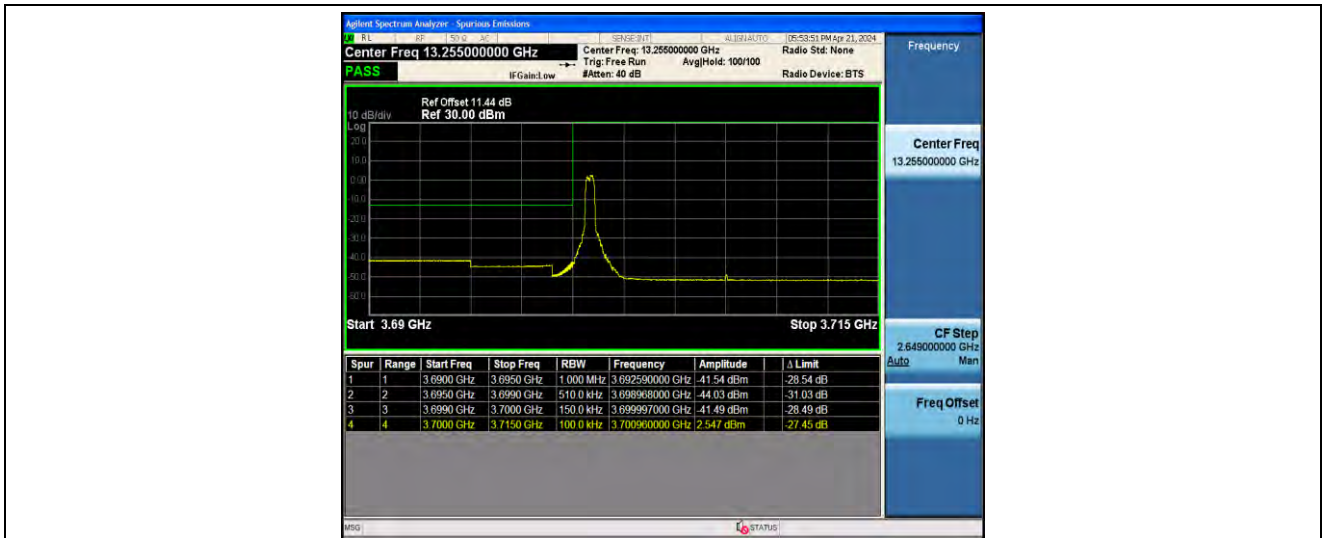 Agilent Spectrum Analyzer - Spurious Emissions
RL RF 50 Ω AC SENSE:INT ALIGN AUTO 05:53:51 PM Apr 21, 2024
Center Freq 13.255000000 GHz
Center Freq: 13.255000000 GHz
Radio Std: None
Trig: Free Run Avg|Hold: 100/100
PASS
IFGain:Low
#Atten: 40 dB
Radio Device: BTS
Ref Offset 11.44 dB
10 dB/div Ref 30.00 dBm
Log
20.0
10.0
0.00
-10.0
-20.0
-30.0
-40.0
-50.0
-60.0
Start 3.69 GHz Stop 3.715 GHz
Spur Range Start Freq Stop Freq RBW Frequency Amplitude Δ Limit
1 1 3.6900 GHz 3.6950 GHz 1.000 MHz 3.692590000 GHz -41.54 dBm -28.54 dB
2 2 3.6950 GHz 3.6990 GHz 510.0 kHz 3.698968000 GHz -44.03 dBm -31.03 dB
3 3 3.6990 GHz 3.7000 GHz 150.0 kHz 3.699997000 GHz -41.49 dBm -28.49 dB
4 4 3.7000 GHz 3.7150 GHz 100.0 kHz 3.700960000 GHz 2.547 dBm -27.45 dB
MSG STATUS
Frequency
Center Freq
13.255000000 GHz
CF Step
2.649000000 GHz
Auto Man
Freq Offset
0 Hz